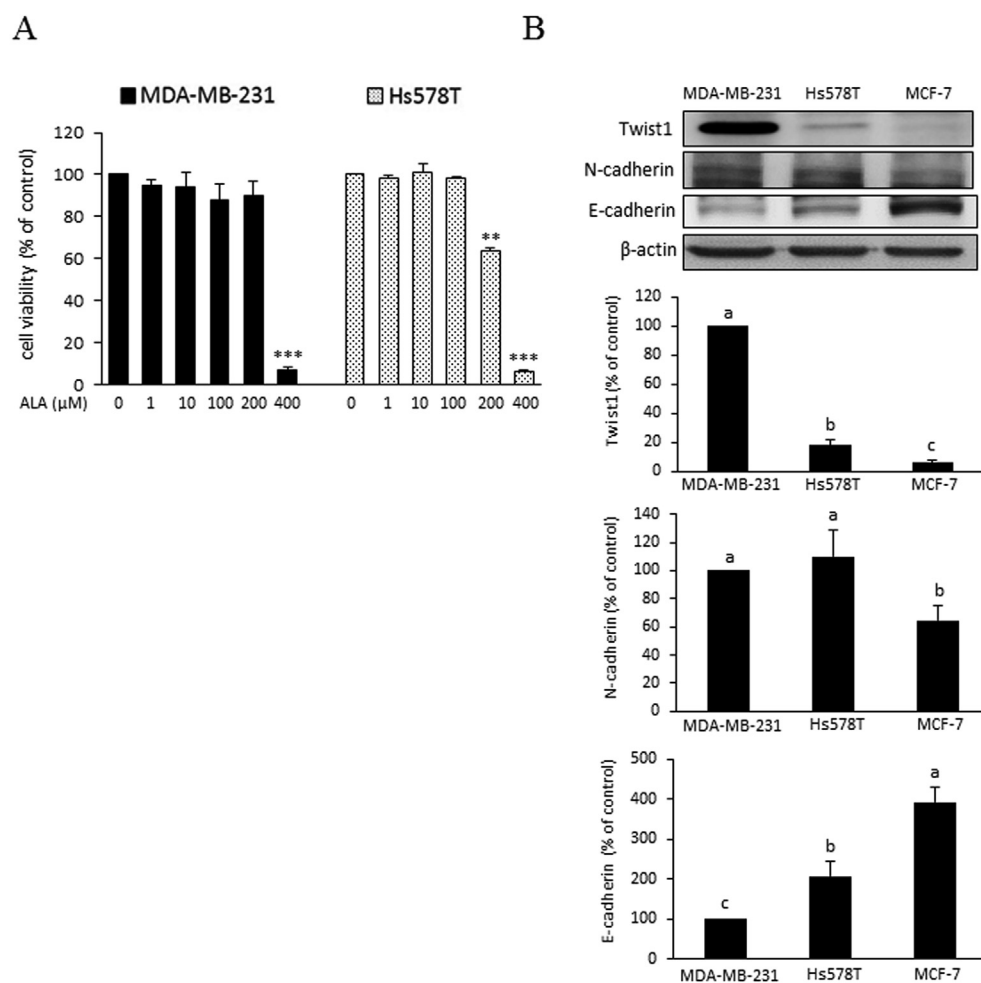 A
MDA-MB-231 Hs578T
cell viability (% of control)
120
100
80
60
40
20
0
**
***
***
ALA (μM) 0 1 10 100 200 400 0 1 10 100 200 400
B
MDA-MB-231 Hs578T MCF-7
Twist1
N-cadherin
E-cadherin
β-actin
Twist1 (% of control)
120
100
80
60
40
20
0
a
b
c
MDA-MB-231 Hs578T MCF-7
N-cadherin (% of control)
140
120
100
80
60
40
20
0
a
a
b
MDA-MB-231 Hs578T MCF-7
E-cadherin (% of control)
500
400
300
200
100
0
a
b
c
MDA-MB-231 Hs578T MCF-7